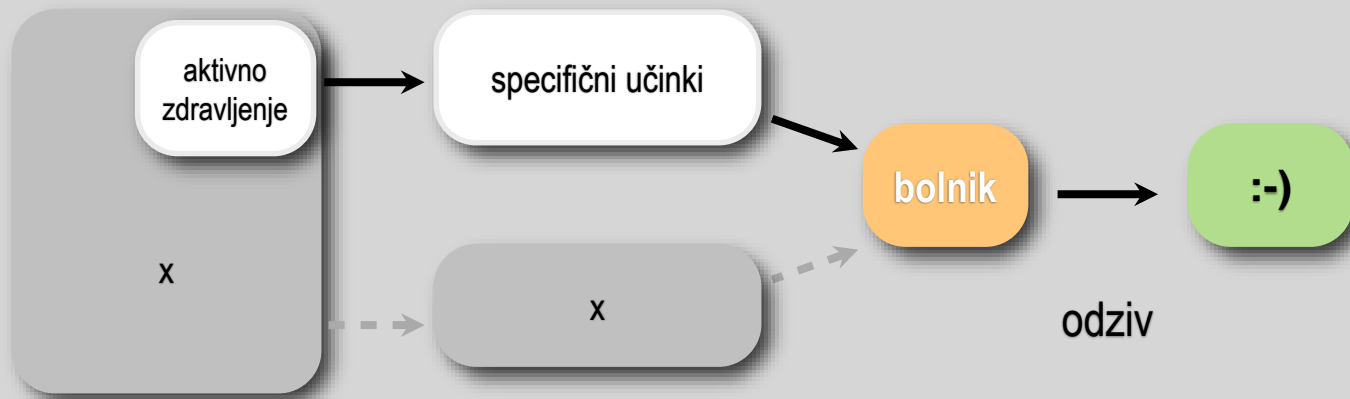 aktivno
zdravljenje
specifični učinki
bolnik
:-)
x
x
odziv